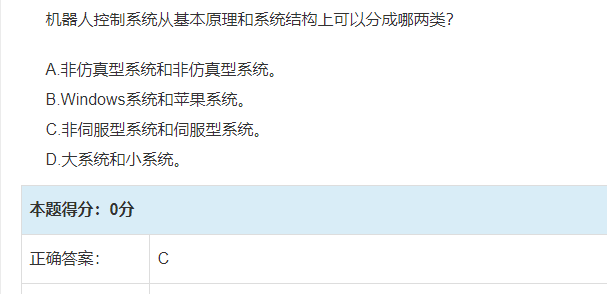 机器人控制系统从基本原理和系统结构上可以分成哪两类?
A.非仿真型系统和非仿真型系统。
B.Windows系统和苹果系统。
C.非伺服型系统和伺服型系统。
D.大系统和小系统。
本题得分：0分
正确答案： C